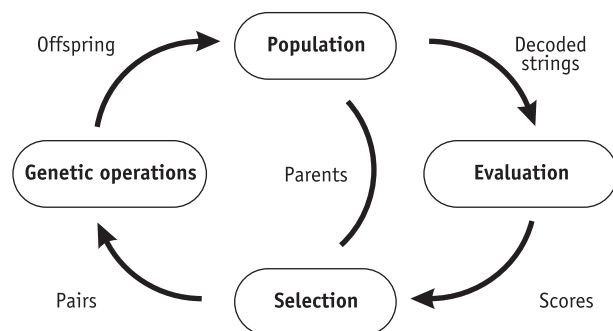 Offspring
Population
Decoded
strings
Genetic operations
Parents
Evaluation
Pairs
Selection
Scores